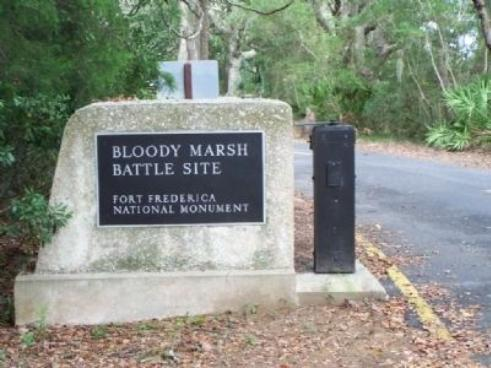 BLOODY MARSH
BATTLE SITE
FORT FREDERICA
NATIONAL MONUMENT